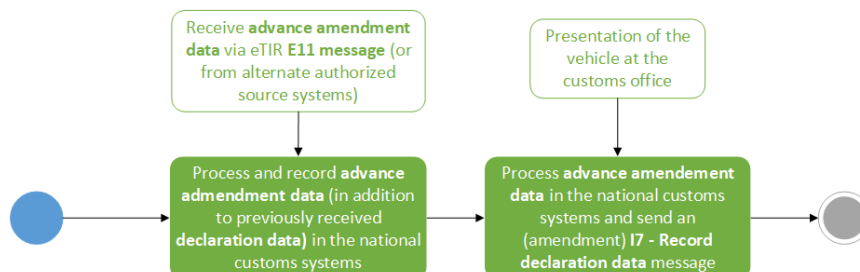 Receive advance amendment
data via eTIR E11 message (or
from alternate authorized
source systems)
Presentation of the
vehicle at the
customs office
Process and record advance
admendment data (in addition
to previously received
declaration data) in the national
customs systems
Process advance amendement
data in the national customs
systems and send an
(amendment) I7 - Record
declaration data message